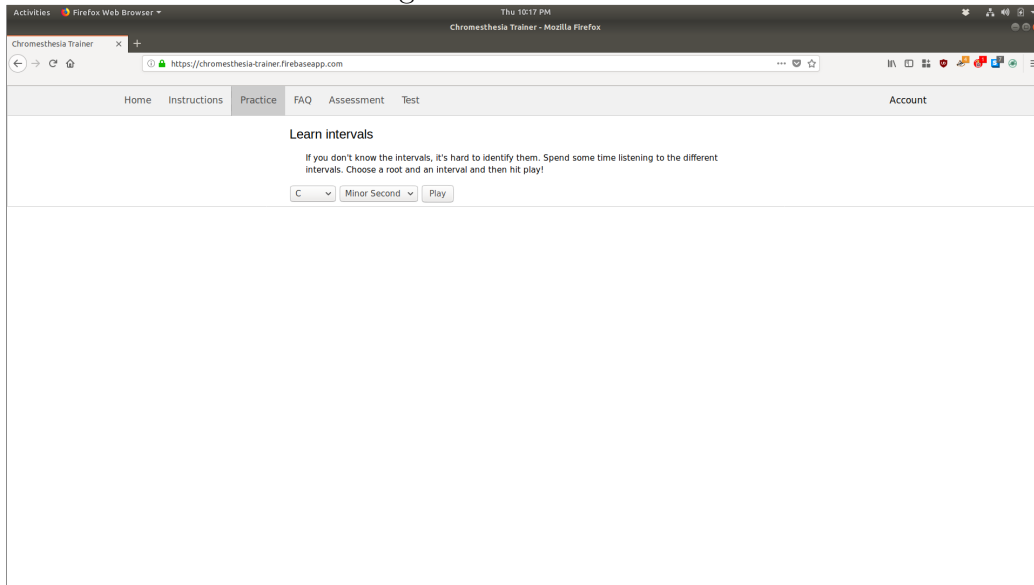 Activities Firefox Web Browser Thu 10:17 PM
Chromesthesia Trainer - Mozilla Firefox
Chromesthesia Trainer
https://chromesthesia-trainer.firebaseapp.com
Home Instructions Practice FAQ Assessment Test Account
Learn intervals
If you don't know the intervals, it's hard to identify them. Spend some time listening to the different
intervals. Choose a root and an interval and then hit play!
C Minor Second Play